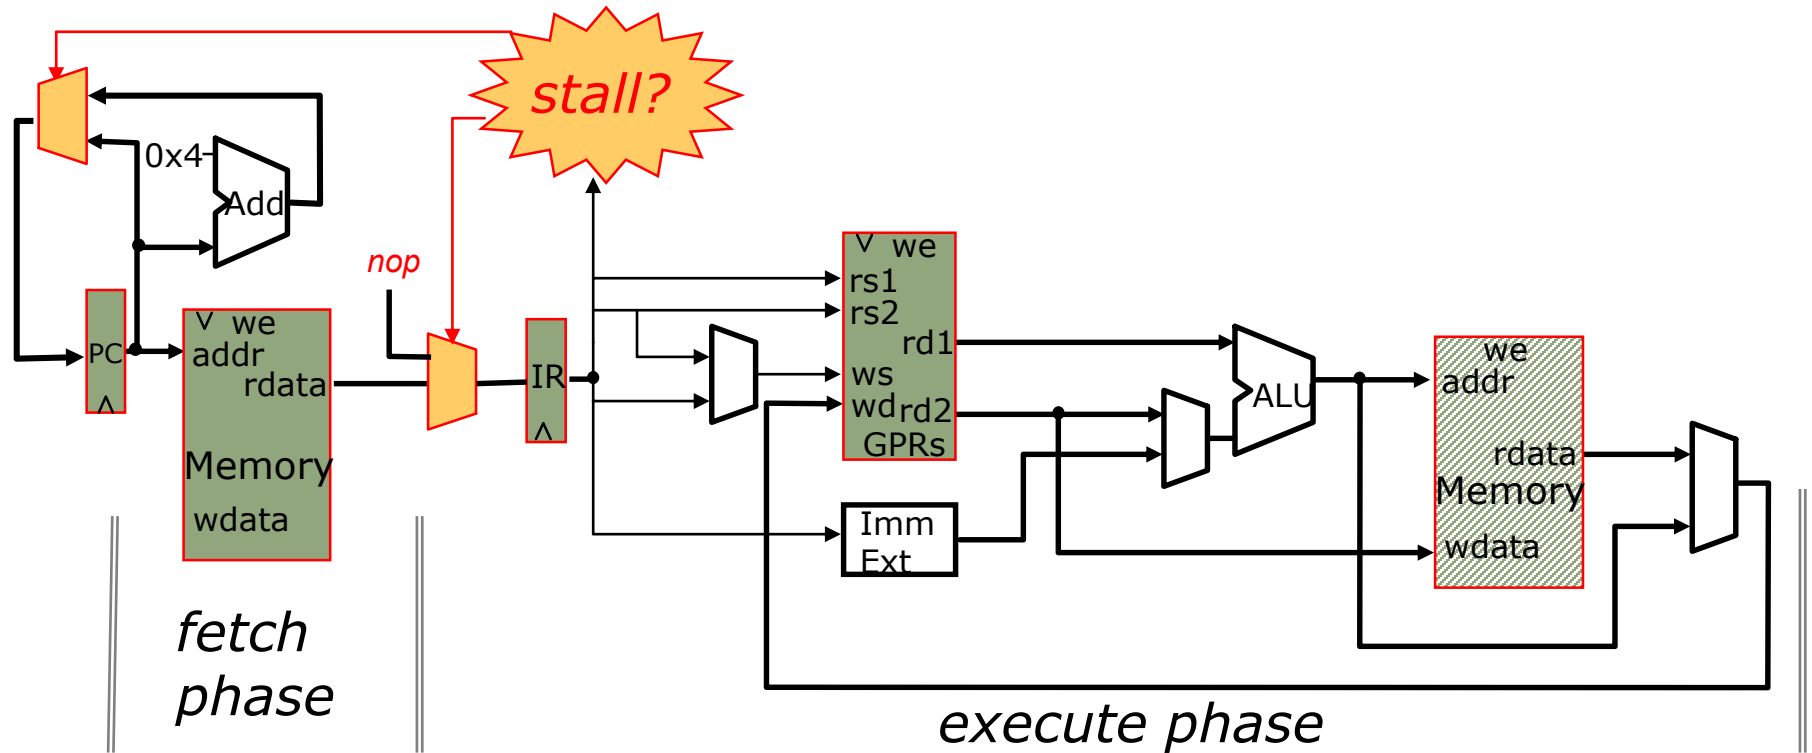 stall?
0x4
Add
nop
PC
we
addr
rdata
Memory
wdata
IR
we
rs1
rs2
rd1
ws
wd rd2
GPRs
Imm
Ext
ALU
we
addr
rdata
Memory
wdata
fetch
phase
execute phase